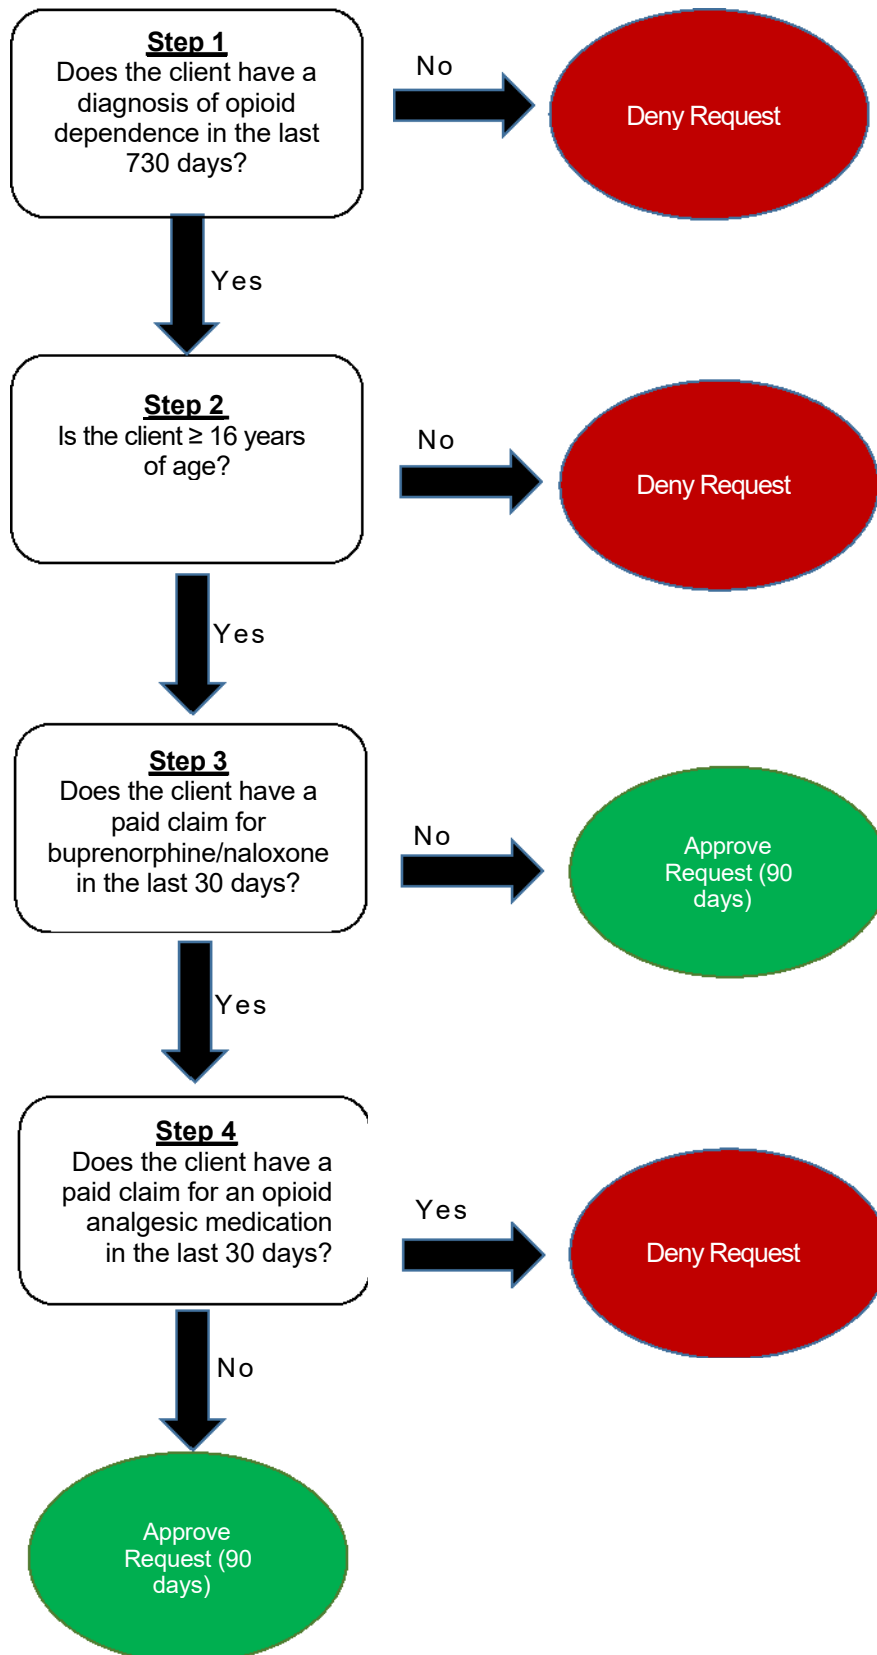 Step 1
Does the client have a
diagnosis of opioid
dependence in the last
730 days?
No
Deny Request
Yes
Step 2
Is the client ≥ 16 years
of age?
No
Deny Request
Yes
Step 3
Does the client have a
paid claim for
buprenorphine/naloxone
in the last 30 days?
No
Approve
Request (90
days)
Yes
Step 4
Does the client have a
paid claim for an opioid
analgesic medication
in the last 30 days?
Yes
Deny Request
No
Approve
Request (90
days)